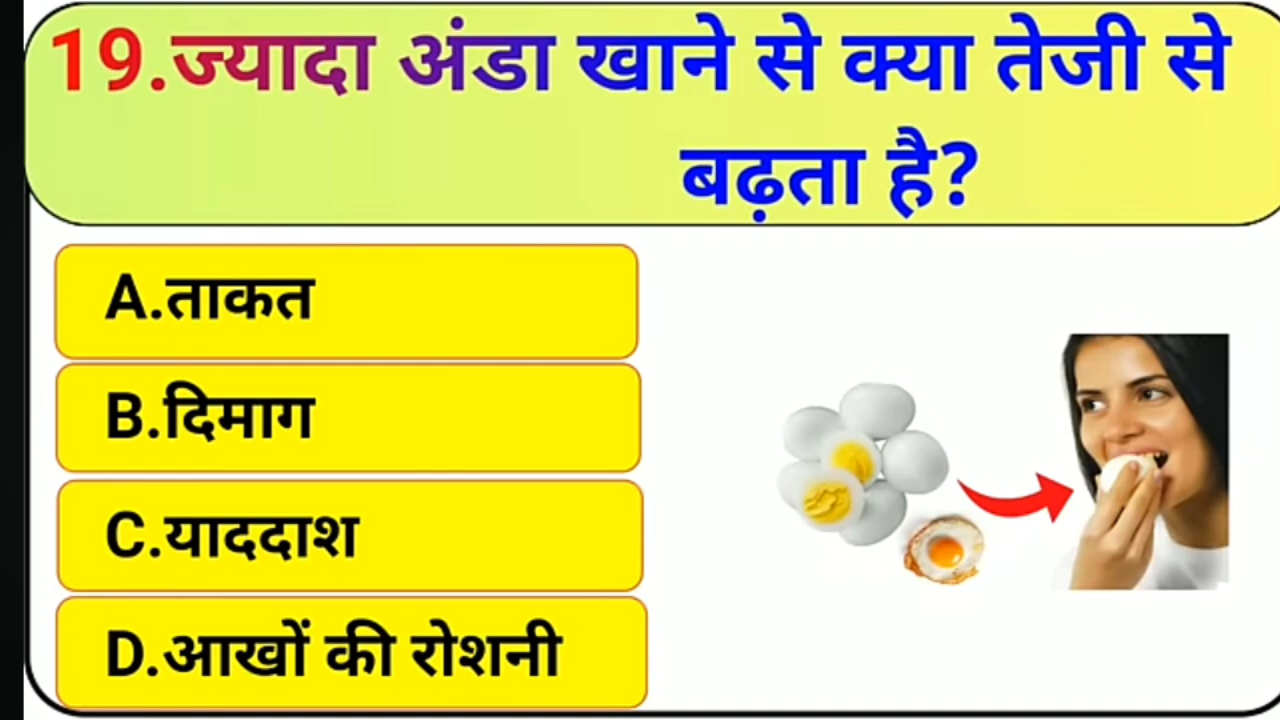 19.ज्यादा अंडा खाने से क्या तेजी से
बढ़ता है?
A.ताकत
B.दिमाग
C.याददाश
D.आखों की रोशनी